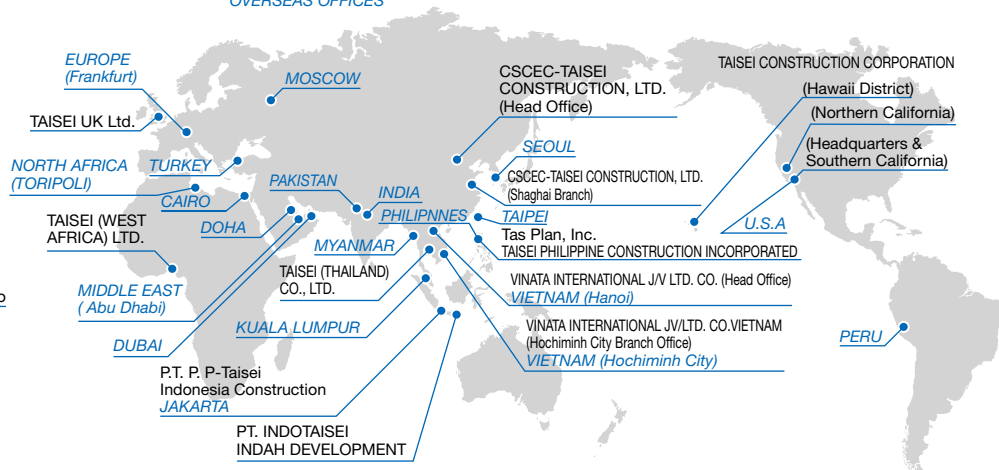 OVERSEAS OFFICES
EUROPE
(Frankfurt)
MOSCOW
CSCEC-TAISEI
CONSTRUCTION, LTD.
(Head Office)
TAISEI CONSTRUCTION CORPORATION
(Hawaii District)
(Northern California)
(Headquarters &
Southern California)
U.S.A
TAISEI UK Ltd.
NORTH AFRICA
(TORIPOLI)
TURKEY
CAIRO
PAKISTAN
INDIA
SEOUL
CSCEC-TAISEI CONSTRUCTION, LTD.
(Shaghai Branch)
DOHA
PHILIPNNES
TAIPEI
Tas Plan, Inc.
TAISEI PHILIPPINE CONSTRUCTION INCORPORATED
TAISEI (WEST
AFRICA) LTD.
MYANMAR
TAISEI (THAILAND)
CO., LTD.
VINATA INTERNATIONAL J/V LTD. CO. (Head Office)
VIETNAM (Hanoi)
MIDDLE EAST
( Abu Dhabi)
KUALA LUMPUR
VINATA INTERNATIONAL JV/LTD. CO.VIETNAM
(Hochiminh City Branch Office)
VIETNAM (Hochiminh City)
PERU
DUBAI
P.T. P. P-Taisei
Indonesia Construction
JAKARTA
PT. INDOTAISEI
INDAH DEVELOPMENT